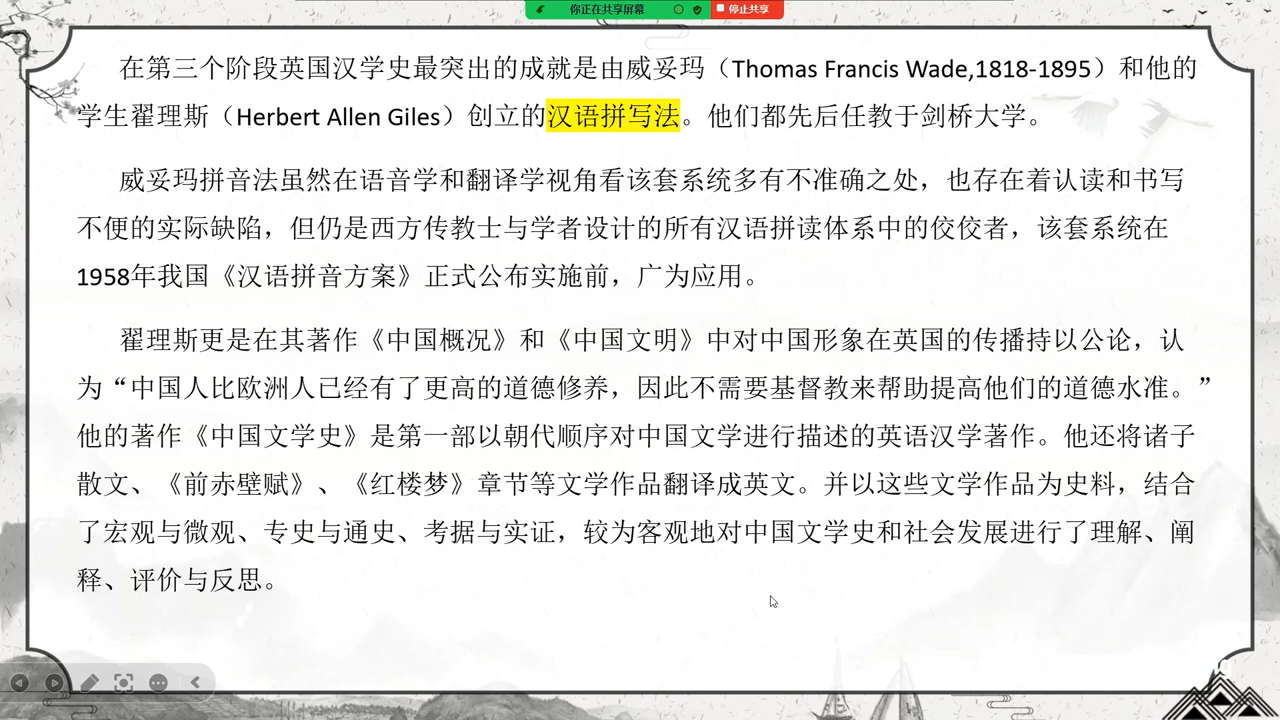 你正在共享屏幕
停止共享
在第三个阶段英国汉学史最突出的成就是由威妥玛（Thomas Francis Wade,1818-1895）和他的
学生翟理斯（Herbert Allen Giles）创立的汉语拼写法。他们都先后任教于剑桥大学。
威妥玛拼音法虽然在语音学和翻译学视角看该套系统多有不准确之处，也存在着认读和书写
不便的实际缺陷，但仍是西方传教士与学者设计的所有汉语拼读体系中的佼佼者，该套系统在
1958年我国《汉语拼音方案》正式公布实施前，广为应用。
翟理斯更是在其著作《中国概况》和《中国文明》中对中国形象在英国的传播持以公论，认
为“中国人比欧洲人已经有了更高的道德修养，因此不需要基督教来帮助提高他们的道德水准。”
他的著作《中国文学史》是第一部以朝代顺序对中国文学进行描述的英语汉学著作。他还将诸子
散文、《前赤壁赋》、《红楼梦》章节等文学作品翻译成英文。并以这些文学作品为史料，结合
了宏观与微观、专史与通史、考据与实证，较为客观地对中国文学史和社会发展进行了理解、阐
释、评价与反思。